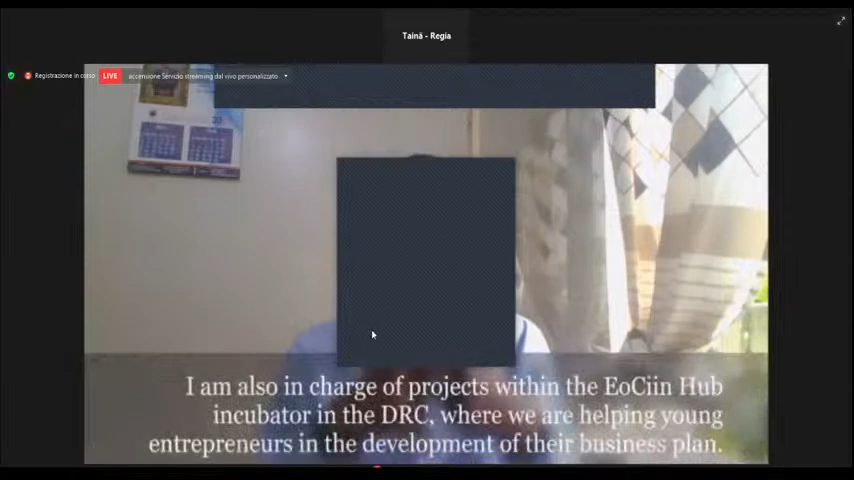 Tainã - Regia
Registrazione in corso
LIVE
accensione Servizio streaming dal vivo personalizzato
I am also in charge of projects within the EoCiin Hub
incubator in the DRC, where we are helping young
entrepreneurs in the development of their business plan.